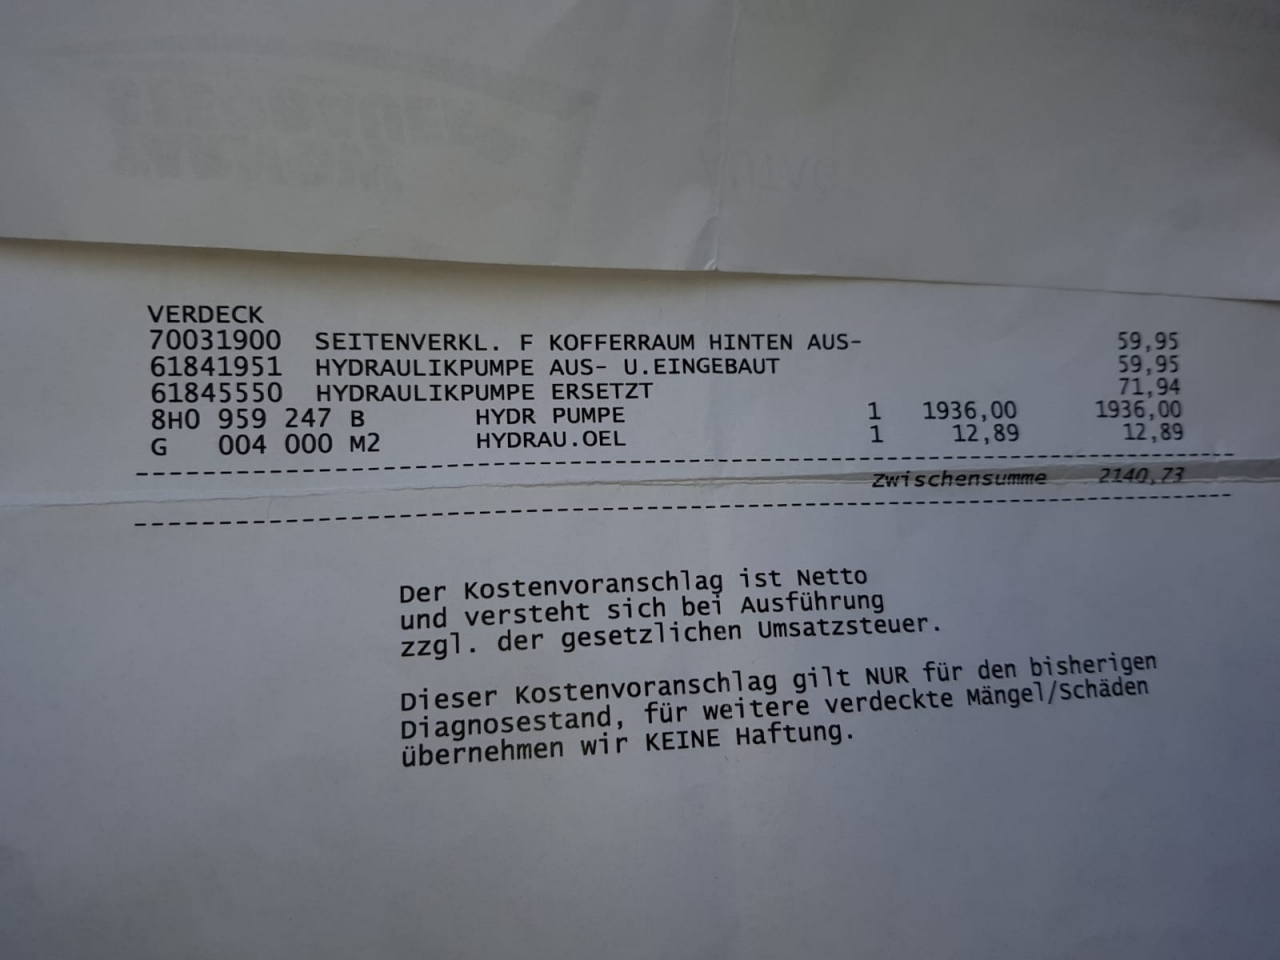 VERDECK
70031900 SEITENVERKL. F KOFFERRAUM HINTEN AUS- 59,95
61841951 HYDRAULIKPUMPE AUS- U.EINGEBAUT 59,95
61845550 HYDRAULIKPUMPE ERSETZT 71,94
8H0 959 247 B HYDR PUMPE 1 1936,00 1936,00
G 004 000 M2 HYDRAU.OEL 1 12,89 12,89
Zwischensumme 2140,73
Der Kostenvoranschlag ist Netto
und versteht sich bei Ausführung
zzgl. der gesetzlichen Umsatzsteuer.
Dieser Kostenvoranschlag gilt NUR für den bisherigen
Diagnosestand, für weitere verdeckte Mängel/Schäden
übernehmen wir KEINE Haftung.